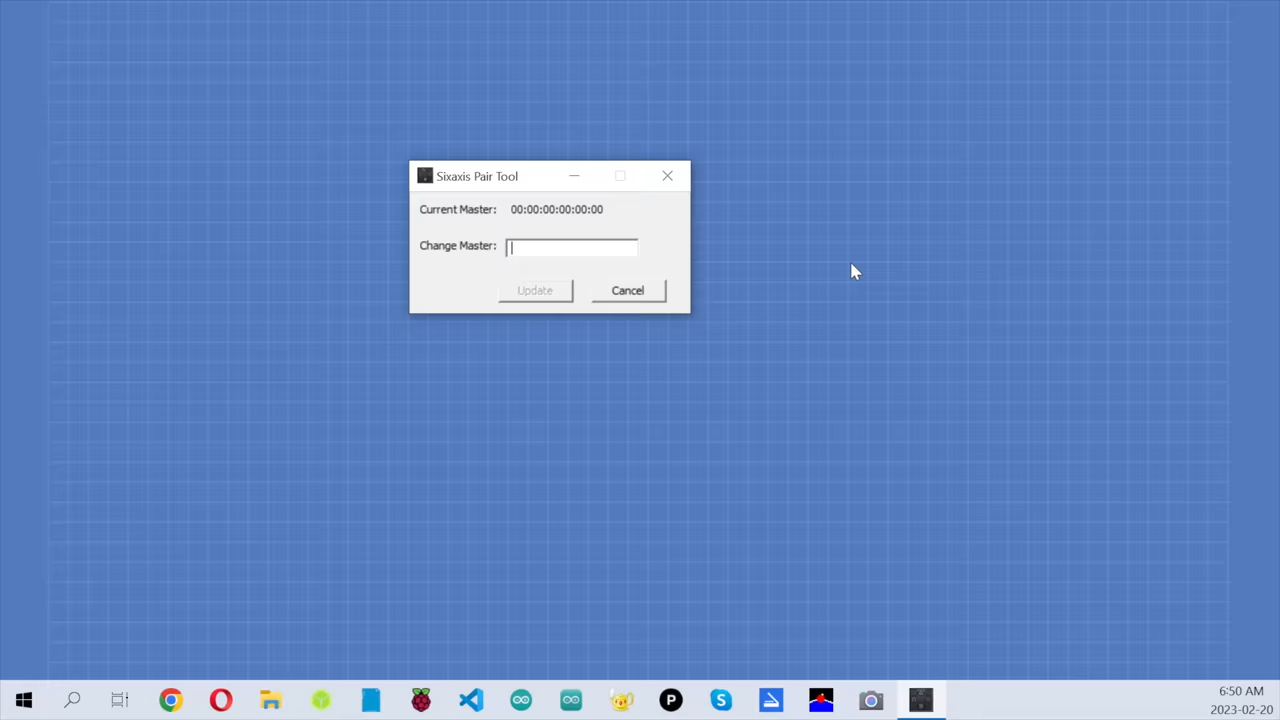 Sixaxis Pair Tool
Current Master: 00:00:00:00:00:00
Change Master:
Update Cancel
P
S
6:50 AM
2023-02-20